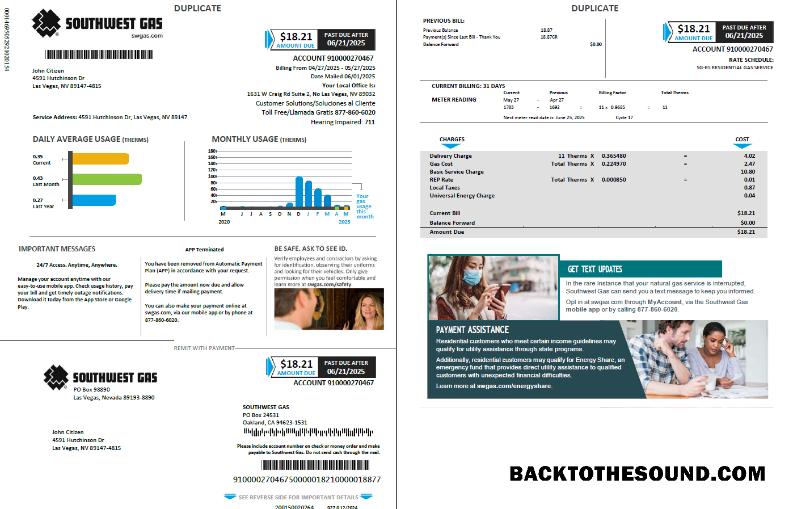 DUPLICATE
SOUTHWEST GAS
swgas.com
$18.21
AMOUNT DUE
PAST DUE AFTER
06/21/2025
ACCOUNT 910000270467
Billing From 04/27/2025 - 05/27/2025
Date Mailed 06/01/2025
Your Local Office Is:
1631 W Craig Rd Suite 2, No Las Vegas, NV 89032
Customer Solutions/Soluciones al Cliente
Toll Free/Llamada Gratis 877-860-6020
Hearing Impaired 711
John Citizen
4591 Hutchinson Dr
Las Vegas, NV 89147-4815
Service Address: 4591 Hutchinson Dr, Las Vegas, NV 89147
DAILY AVERAGE USAGE (THERMS)
0.35
Current
0.43
Last Month
0.27
Last Year
MONTHLY USAGE (THERMS)
M J J A S O N D J F M A M
2020 2025
Your
gas
usage
this
month
IMPORTANT MESSAGES
24/7 Access. Anytime, Anywhere.
Manage your account anytime with our
easy-to-use mobile app. Check usage history, pay
your bill and get timely outage notifications.
Download it today from the App Store or Google
Play.
APP Terminated
You have been removed from Automatic Payment
Plan (APP) in accordance with your request.
Please pay the amount now due and allow
delivery time if mailing payment.
You can also make your payment online at
swgas.com, via our mobile app or by phone at
877-860-6020.
BE SAFE. ASK TO SEE ID.
Verify employees and contractors by asking
for identification, observing their uniforms
and looking for their vehicles. Only give
permission when you feel comfortable and
learn more at swgas.com/safety
REMIT WITH PAYMENT
SOUTHWEST GAS
PO Box 98890
Las Vegas, Nevada 89193-8890
$18.21
AMOUNT DUE
PAST DUE AFTER
06/21/2025
ACCOUNT 910000270467
John Citizen
4591 Hutchinson Dr
Las Vegas, NV 89147-4815
SOUTHWEST GAS
PO Box 24531
Oakland, CA 94623-1531
Please include account number on check or money order and make
payable to Southwest Gas. Do not send cash through the mail.
91000027046750000018210000018877
SEE REVERSE SIDE FOR IMPORTANT DETAILS
DUPLICATE
PREVIOUS BILL:
Previous Balance 18.87
Payment(s) Since Last Bill - Thank You 18.87CR
Balance Forward $0.00
$18.21
AMOUNT DUE
PAST DUE AFTER
06/21/2025
ACCOUNT 910000270467
RATE SCHEDULE:
SG-R5 RESIDENTIAL GAS SERVICE
CURRENT BILLING: 31 DAYS
Current Previous Billing Factor Total Therms
METER READING May 27 - Apr 27
1703 - 1692 : 11 x 0.9655 : 11
Next meter read date is: June 25, 2025 Cycle 17
CHARGES COST
Delivery Charge 11 Therms X 0.365480 = 4.02
Gas Cost Total Therms X 0.224970 = 2.47
Basic Service Charge 10.80
REP Rate Total Therms X 0.000850 = 0.01
Local Taxes 0.87
Universal Energy Charge 0.04
Current Bill $18.21
Balance Forward $0.00
Amount Due $18.21
GET TEXT UPDATES
In the rare instance that your natural gas service is interrupted,
Southwest Gas can send you a text message to keep you informed.
Opt in at swgas.com through MyAccount, via the Southwest Gas
mobile app or by calling 877-860-6020.
PAYMENT ASSISTANCE
Residential customers who meet certain income guidelines may
qualify for utility assistance through state programs.
Additionally, residential customers may qualify for Energy Share, an
emergency fund that provides direct utility assistance to qualified
customers with unexpected financial difficulties.
Learn more at swgas.com/energyshare.
BACKTOTHESOUND.COM